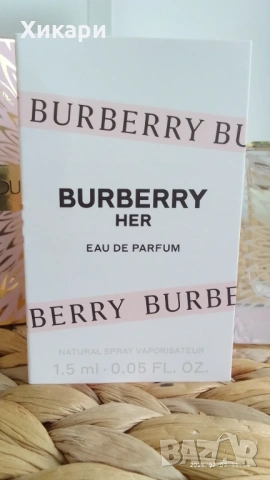 Хикари
BURBERRY BU
BURBERRY
HER
EAU DE PARFUM
BERRY BURBE
NATURAL SPRAY VAPORISATEUR
1.5 ml - 0.05 FL. OZ.
BAZAR